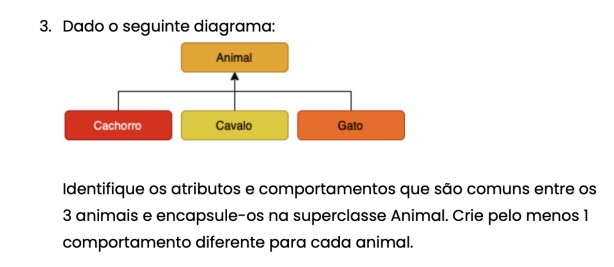 3. Dado o seguinte diagrama:
Animal
Cachorro
Cavalo
Gato
Identifique os atributos e comportamentos que são comuns entre os
3 animais e encapsule-os na superclasse Animal. Crie pelo menos 1
comportamento diferente para cada animal.